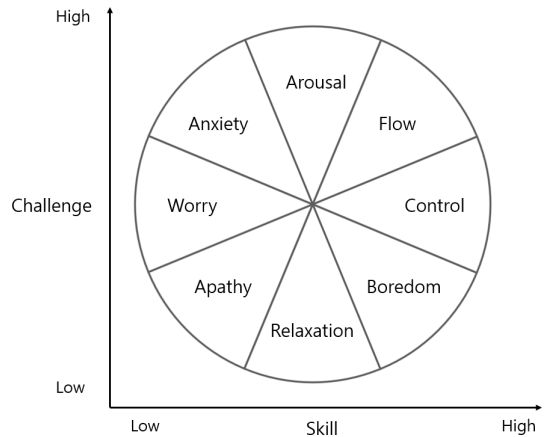 High
Arousal
Anxiety
Flow
Challenge
Worry
Control
Apathy
Boredom
Relaxation
Low
Low
Skill
High